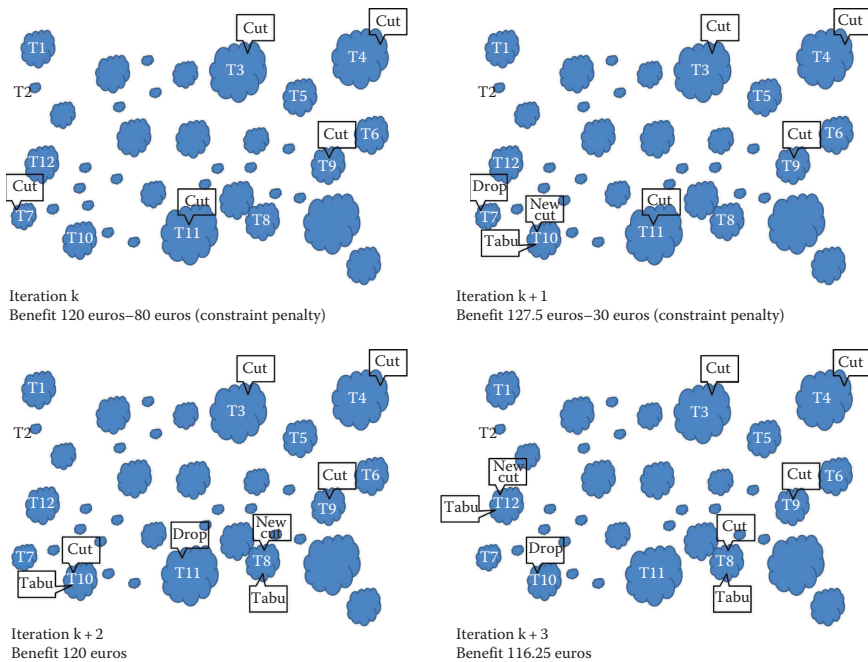 Cut
Cut
T1
T3
T4
T2
T5
Cut
T6
T9
T12
Cut
Cut
T7
T10
T11
T8
Iteration k
Benefit 120 euros–80 euros (constraint penalty)
Cut
Cut
T1
T3
T4
T2
T5
Cut
T6
T9
T12
Drop
New
cut
Cut
T7
Tabu
T10
T11
T8
Iteration k + 1
Benefit 127.5 euros–30 euros (constraint penalty)
Cut
Cut
T1
T3
T4
T2
T5
Cut
T6
T9
T12
New
cut
Drop
Cut
T7
T8
Tabu
T10
T11
Tabu
Iteration k + 2
Benefit 120 euros
Cut
Cut
T1
T3
T4
T2
T5
New
cut
Cut
T6
Tabu
T12
T9
Cut
Drop
T7
T8
T10
T11
Tabu
Iteration k + 3
Benefit 116.25 euros